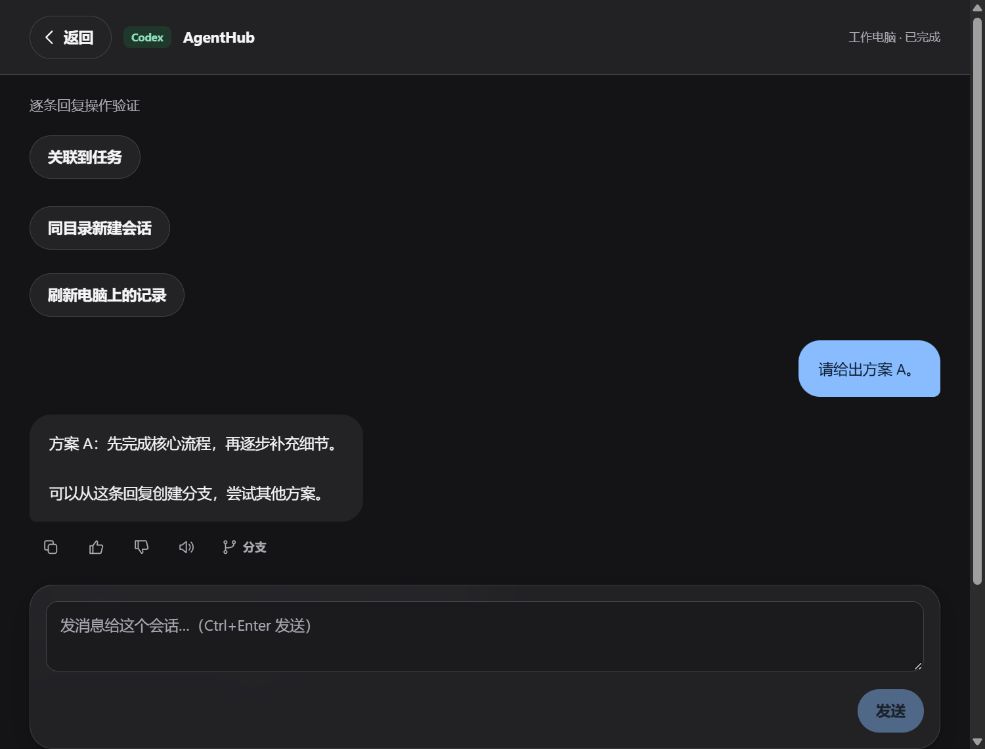 返回 Codex AgentHub 工作电脑 · 已完成
逐条回复操作验证
关联到任务
同目录新建会话
刷新电脑上的记录
请给出方案 A。
方案 A：先完成核心流程，再逐步补充细节。
可以从这条回复创建分支，尝试其他方案。
分支
发消息给这个会话...（Ctrl+Enter 发送）
发送